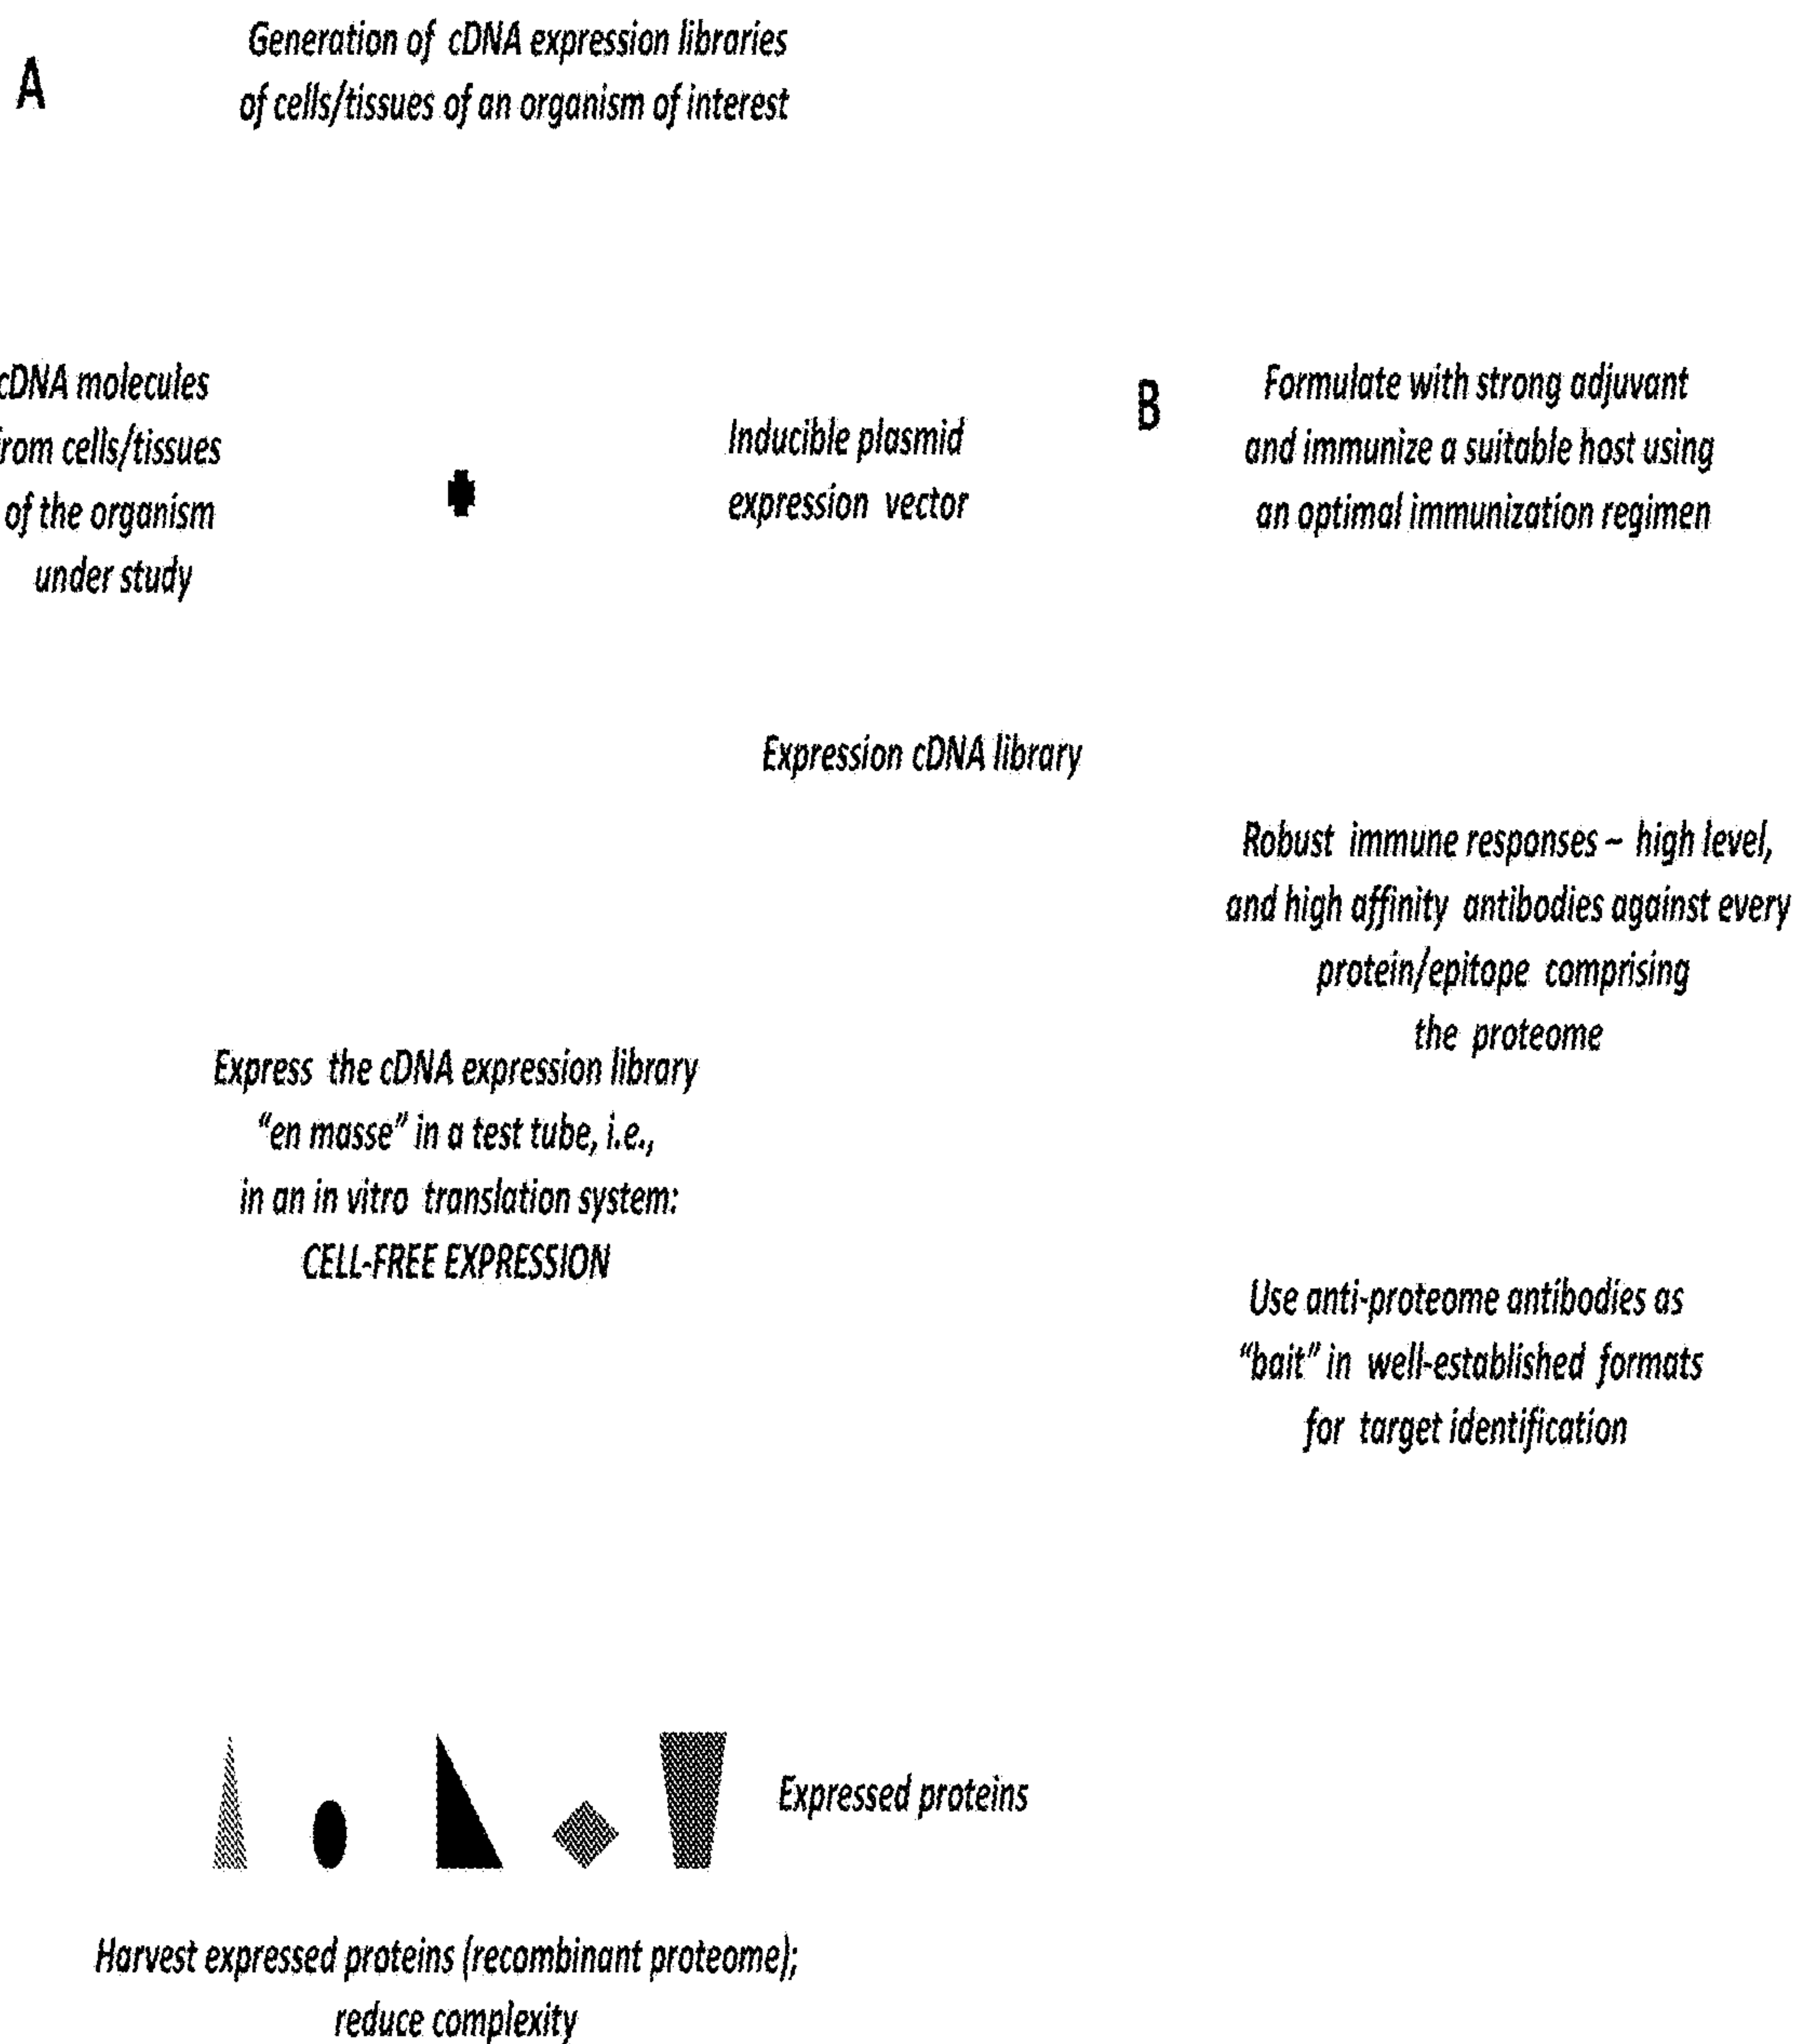 A
Generation of cDNA expression libraries
of cells/tissues of an organism of interest
cDNA molecules
from cells/tissues
of the organism
under study
Inducible plasmid
expression vector
Expression cDNA library
Express the cDNA expression library
"en masse" in a test tube, i.e.,
in an in vitro translation system:
CELL-FREE EXPRESSION
Expressed proteins
Harvest expressed proteins (recombinant proteome);
reduce complexity
B
Formulate with strong adjuvant
and immunize a suitable host using
an optimal immunization regimen
Robust immune responses – high level,
and high affinity antibodies against every
protein/epitope comprising
the proteome
Use anti-proteome antibodies as
"bait" in well-established formats
for target identification